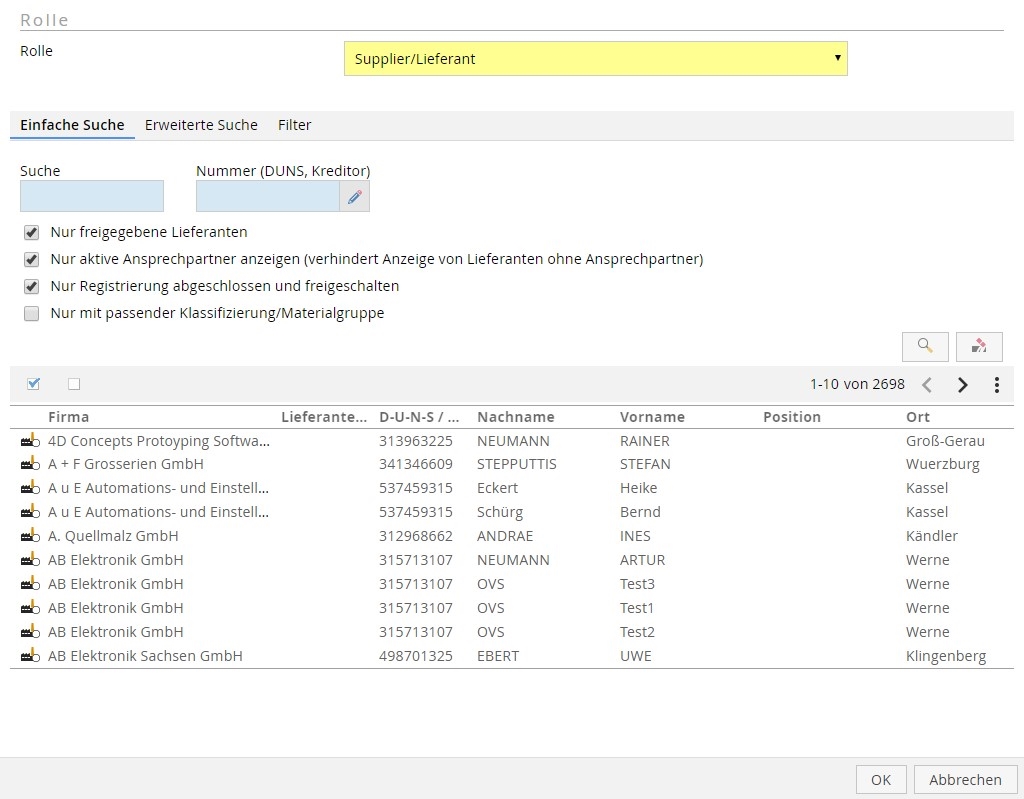 Rolle
Rolle Supplier/Lieferant
Einfache Suche Erweiterte Suche Filter
Suche Nummer (DUNS, Kreditor)
Nur freigegebene Lieferanten
Nur aktive Ansprechpartner anzeigen (verhindert Anzeige von Lieferanten ohne Ansprechpartner)
Nur Registrierung abgeschlossen und freigeschalten
Nur mit passender Klassifizierung/Materialgruppe
1-10 von 2698
Firma Lieferante... D-U-N-S / ... Nachname Vorname Position Ort
4D Concepts Protoyping Softwa... 313963225 NEUMANN RAINER Groß-Gerau
A + F Grosserien GmbH 341346609 STEPPUTTIS STEFAN Wuerzburg
A u E Automations- und Einstell... 537459315 Eckert Heike Kassel
A u E Automations- und Einstell... 537459315 Schürg Bernd Kassel
A. Quellmalz GmbH 312968662 ANDRAE INES Kändler
AB Elektronik GmbH 315713107 NEUMANN ARTUR Werne
AB Elektronik GmbH 315713107 OVS Test3 Werne
AB Elektronik GmbH 315713107 OVS Test1 Werne
AB Elektronik GmbH 315713107 OVS Test2 Werne
AB Elektronik Sachsen GmbH 498701325 EBERT UWE Klingenberg
OK Abbrechen